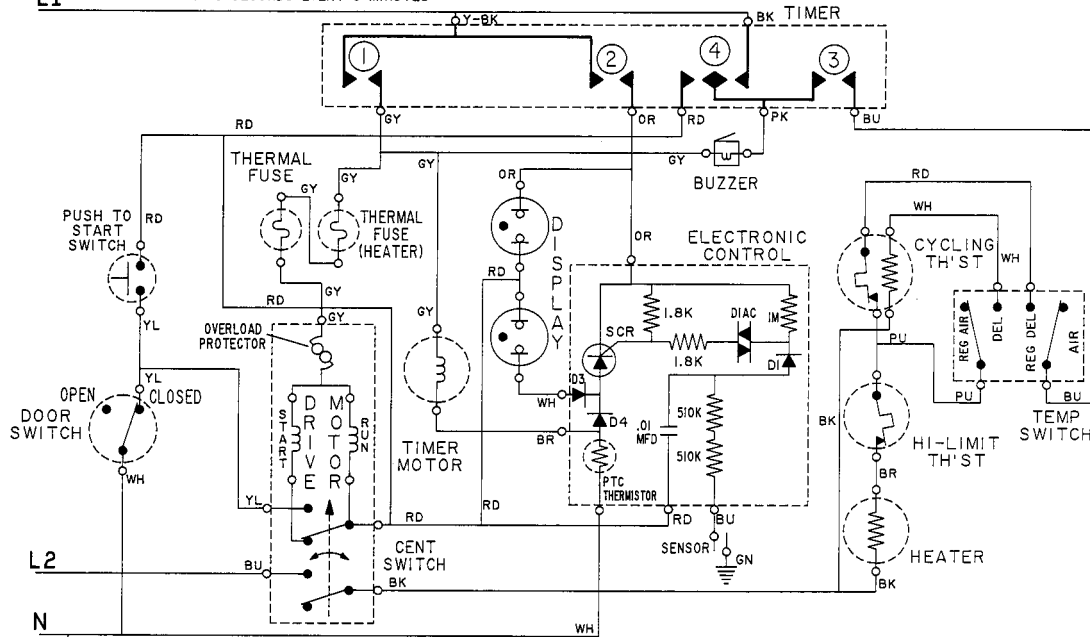 L1
Y-BK
BK
TIMER
1
2
4
3
GY
OR
RD
PK
BU
RD
GY
BUZZER
THERMAL
FUSE
GY
GY
THERMAL
FUSE
(HEATER)
OR
RD
WH
PUSH TO
START
SWITCH
RD
DISPLAY
OR
ELECTRONIC
CONTROL
CYCLING
TH'ST
WH
RD
GY
RD
GY
RD
SCR
1.8K
DIAC
1M
1.8K
D1
REG AIR
DEL
REG DEL
AIR
YL
OVERLOAD
PROTECTOR
GY
PU
YL
OPEN
CLOSED
DOOR
SWITCH
START
DRIVE
MOTOR
RUN
TIMER
MOTOR
BR
WH
D3
D4
.01
MFD
510K
510K
BK
PU
BU
TEMP
SWITCH
HI-LIMIT
TH'ST
WH
PTC
THERMISTOR
BR
YL
RD
RD
RD
BU
SENSOR
GN
HEATER
CENT
SWITCH
L2
BU
BK
BK
N
WH